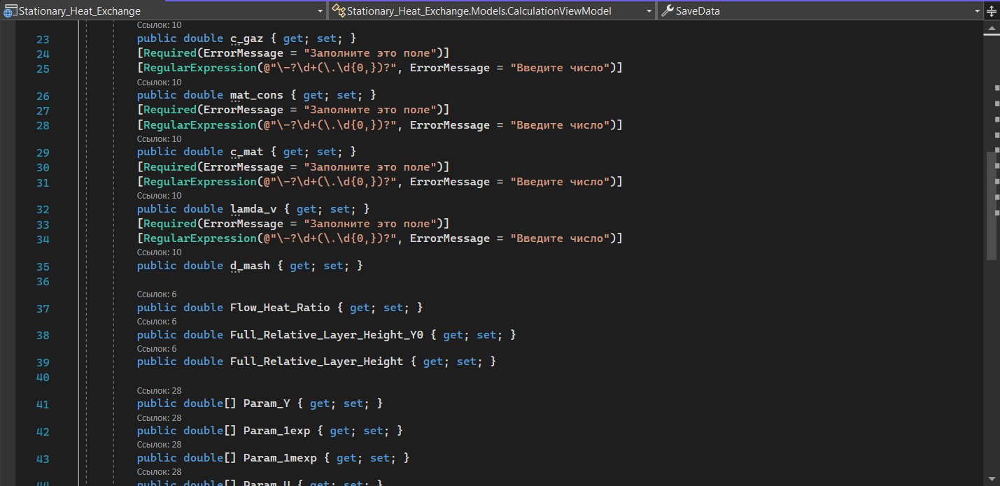 Stationary_Heat_Exchange Stationary_Heat_Exchange.Models.CalculationViewModel SaveData
Ссылок: 10
23 public double c_gaz { get; set; }
24 [Required(ErrorMessage = "Заполните это поле")]
25 [RegularExpression(@"\-?\d+(\.\d{0,})?", ErrorMessage = "Введите число")]
Ссылок: 10
26 public double mat_cons { get; set; }
27 [Required(ErrorMessage = "Заполните это поле")]
28 [RegularExpression(@"\-?\d+(\.\d{0,})?", ErrorMessage = "Введите число")]
Ссылок: 10
29 public double c_mat { get; set; }
30 [Required(ErrorMessage = "Заполните это поле")]
31 [RegularExpression(@"\-?\d+(\.\d{0,})?", ErrorMessage = "Введите число")]
Ссылок: 10
32 public double lamda_v { get; set; }
33 [Required(ErrorMessage = "Заполните это поле")]
34 [RegularExpression(@"\-?\d+(\.\d{0,})?", ErrorMessage = "Введите число")]
Ссылок: 10
35 public double d_mash { get; set; }
36
Ссылок: 6
37 public double Flow_Heat_Ratio { get; set; }
Ссылок: 6
38 public double Full_Relative_Layer_Height_Y0 { get; set; }
Ссылок: 6
39 public double Full_Relative_Layer_Height { get; set; }
40
Ссылок: 28
41 public double[] Param_Y { get; set; }
Ссылок: 28
42 public double[] Param_1exp { get; set; }
Ссылок: 28
43 public double[] Param_1mexp { get; set; }
Ссылок: 28
44 public double[] Param_U { get; set; }